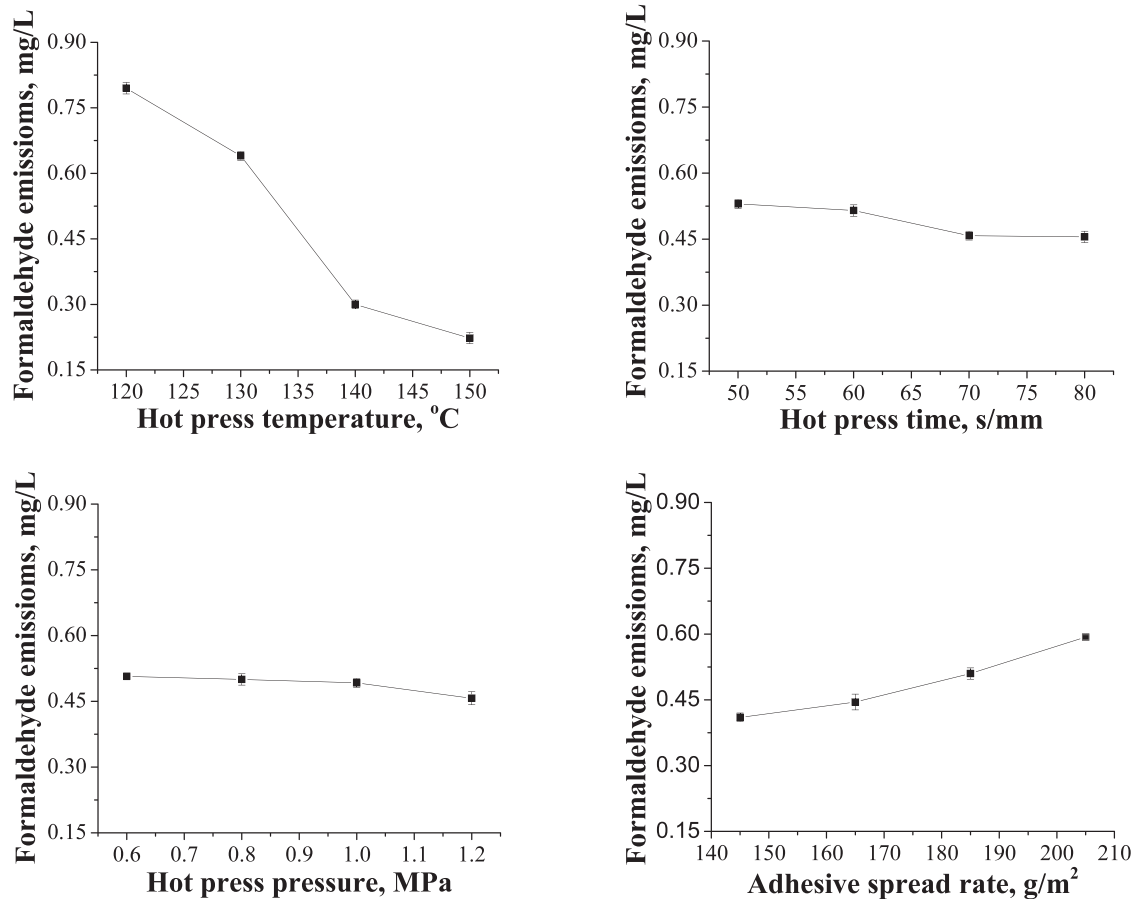 Formaldehyde emissioms, mg/L
0.90
0.75
0.60
0.45
0.30
0.15
120 125 130 135 140 145 150
Hot press temperature, °C
Formaldehyde emissioms, mg/L
0.90
0.75
0.60
0.45
0.30
0.15
50 55 60 65 70 75 80
Hot press time, s/mm
Formaldehyde emissioms, mg/L
0.90
0.75
0.60
0.45
0.30
0.15
0.6 0.7 0.8 0.9 1.0 1.1 1.2
Hot press pressure, MPa
Formaldehyde emissioms, mg/L
0.90
0.75
0.60
0.45
0.30
0.15
140 150 160 170 180 190 200 210
Adhesive spread rate, g/m²